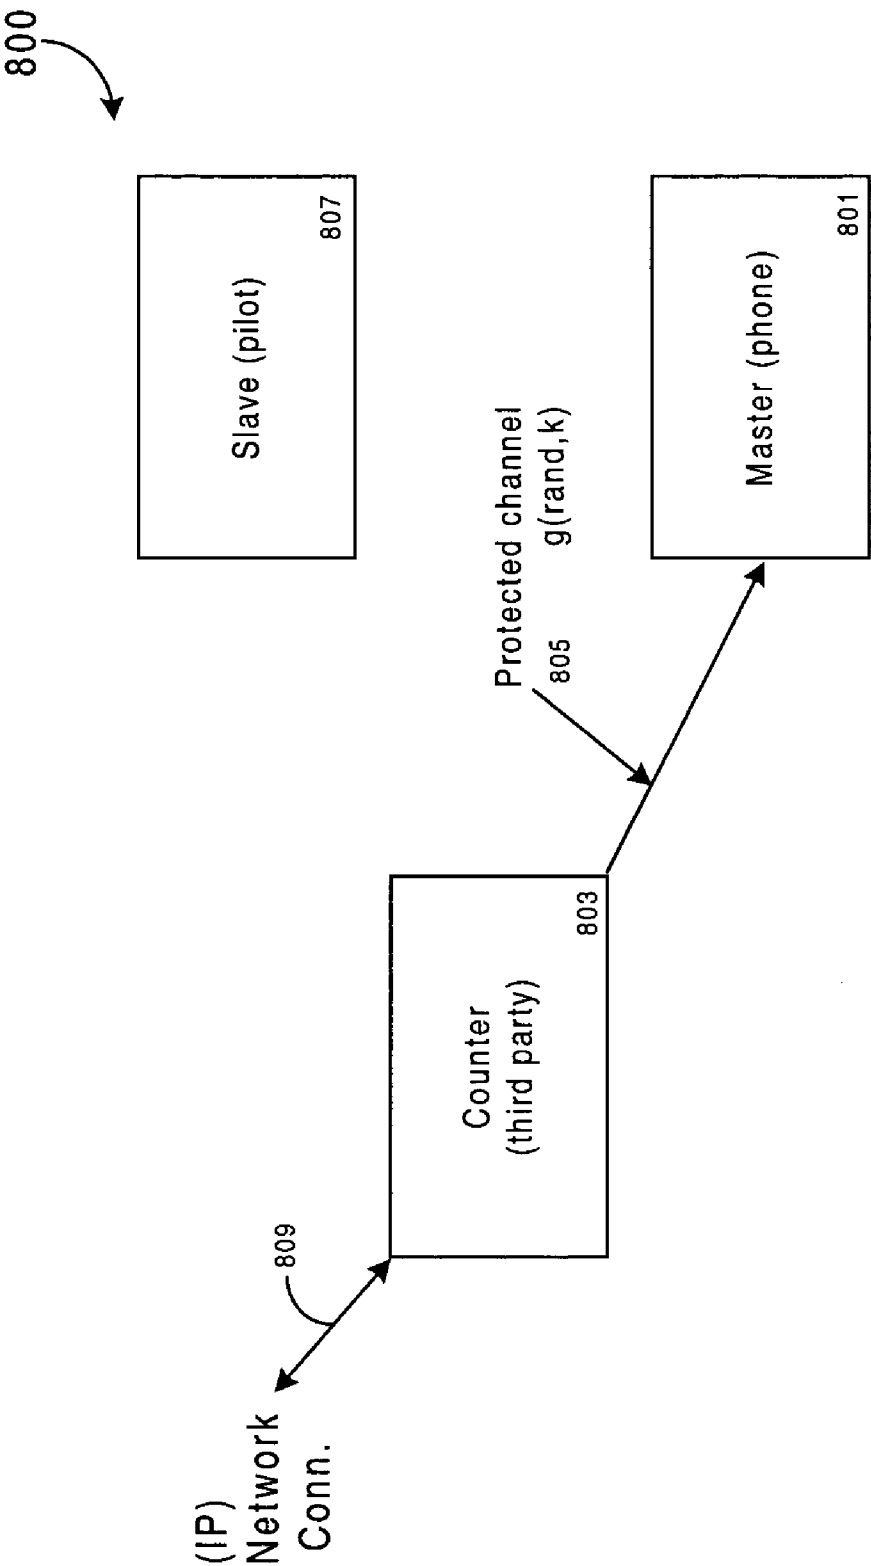 800
Slave (pilot)
807
Master (phone)
801
Protected channel
g(rand,k)
805
Counter
(third party)
803
809
(IP)
Network
Conn.